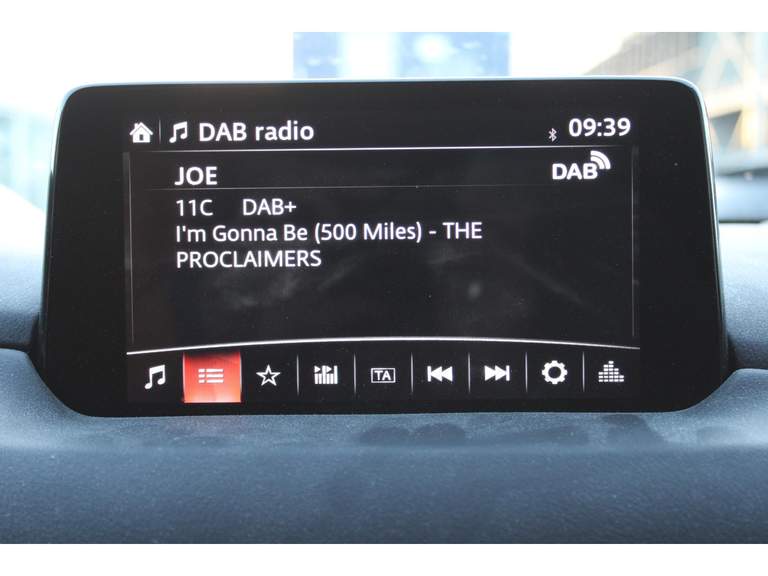 DAB radio 09:39
JOE DAB
11C DAB+
I'm Gonna Be (500 Miles) - THE
PROCLAIMERS
TA